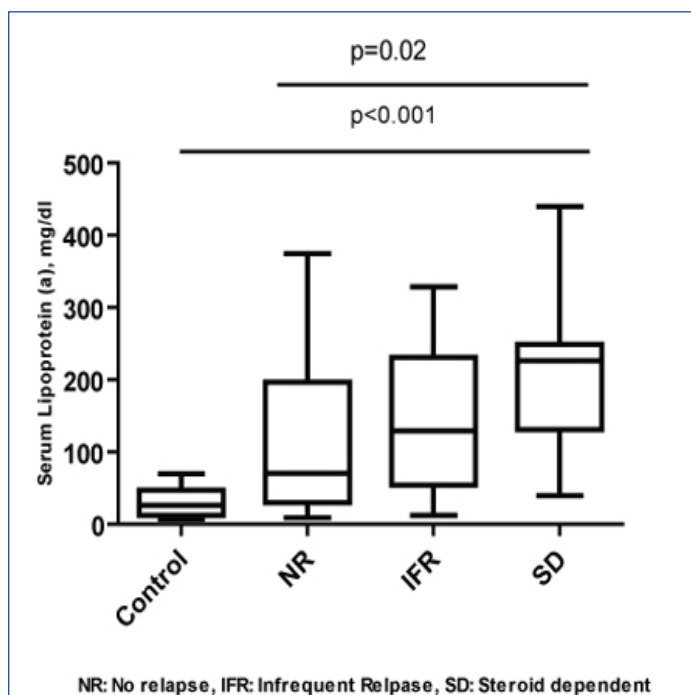 p=0.02
p<0.001
Serum Lipoprotein (a), mg/dl
500
400
300
200
100
0
Control
NR
IFR
SD
NR: No relapse, IFR: Infrequent Relpase, SD: Steroid dependent